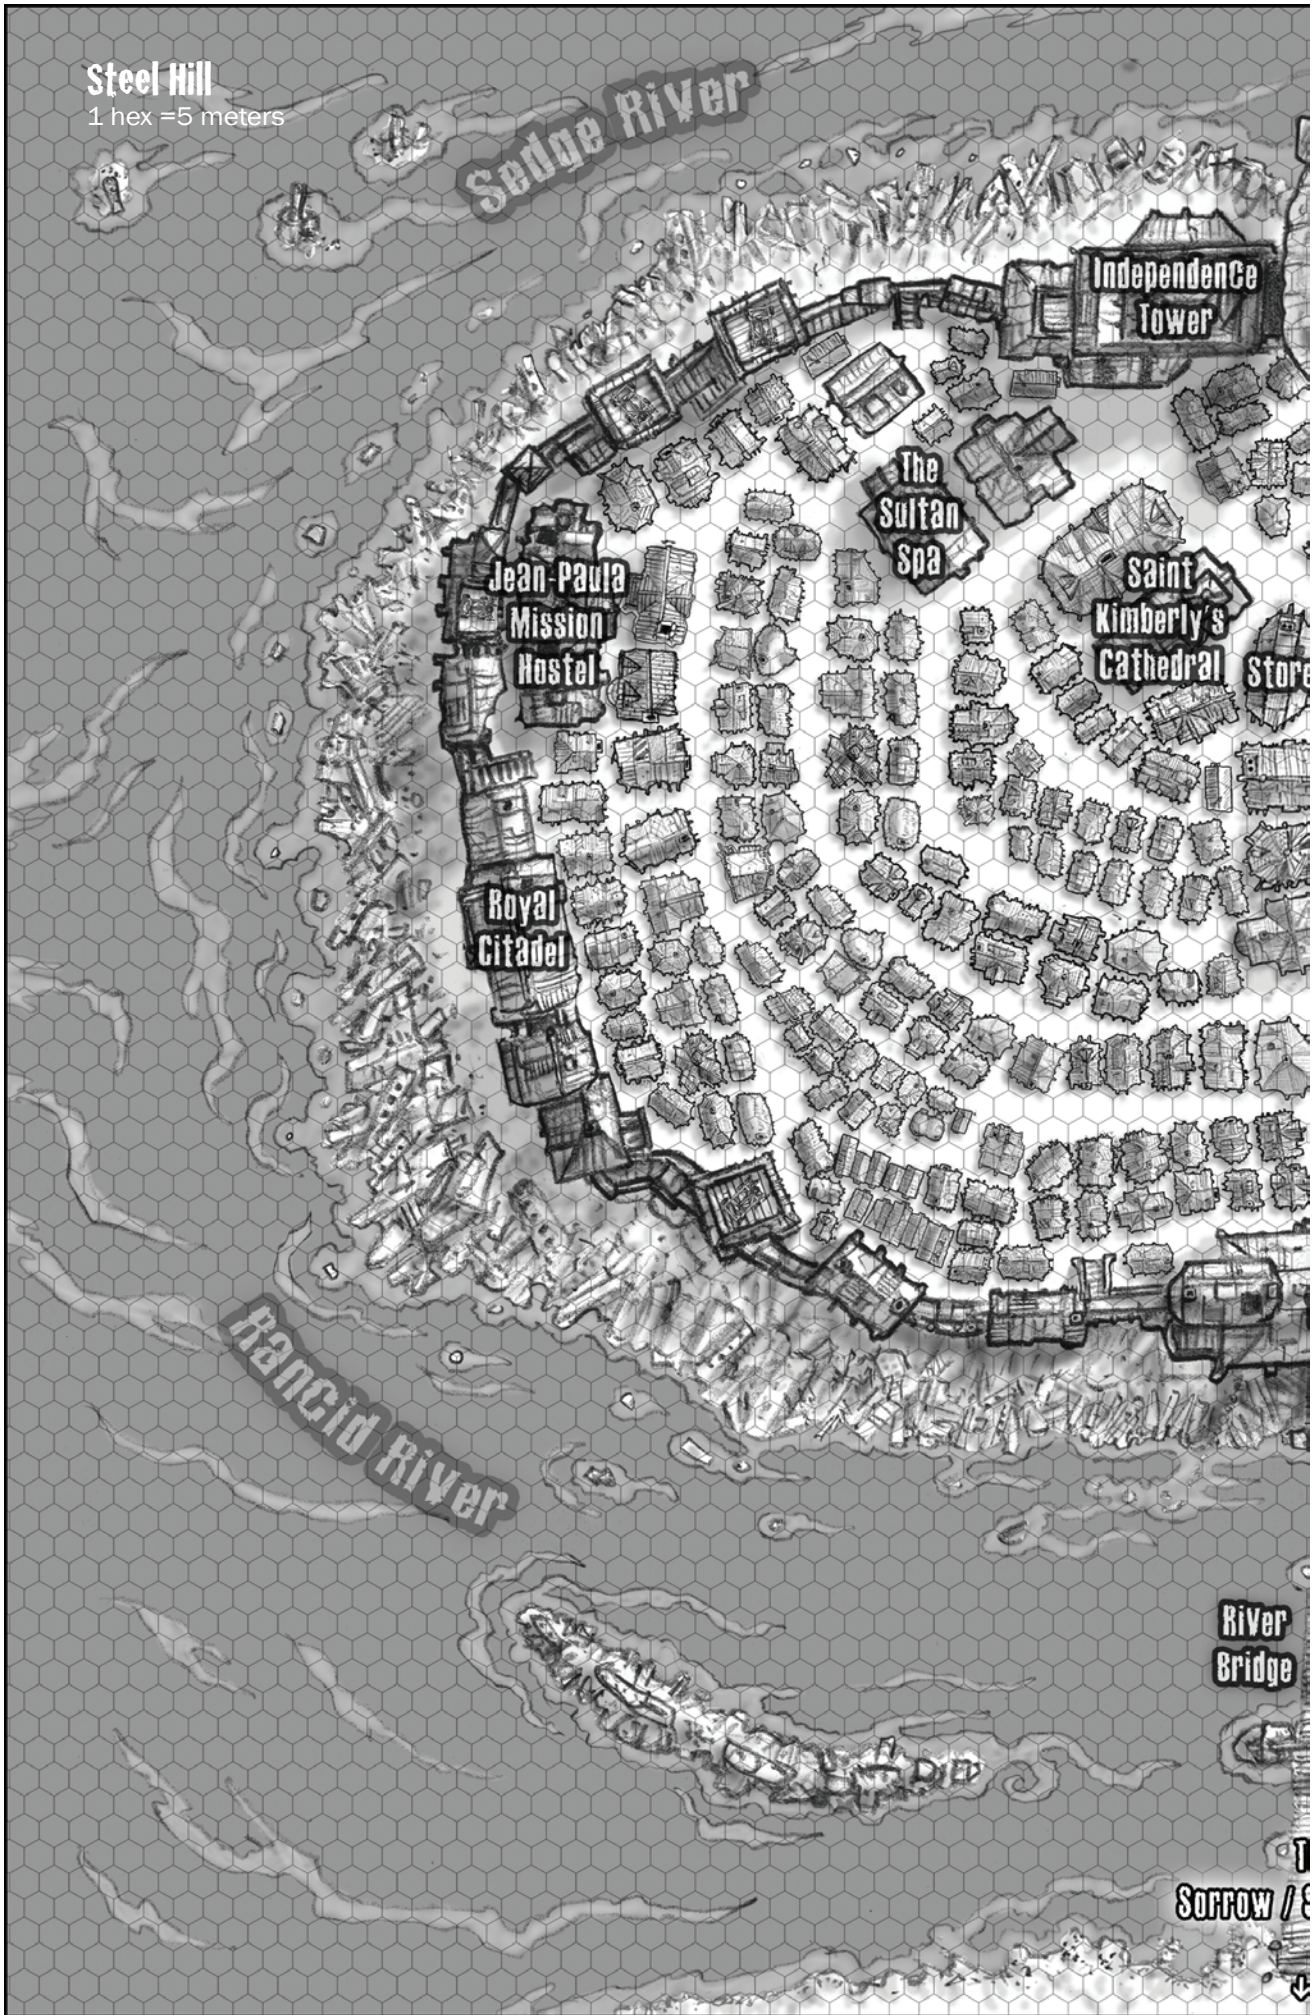 Steel Hill
1 hex =5 meters
Sedge River
Independence
Tower
The
Sultan
Spa
Jean-Paula
Mission
Hostel
Saint
Kimberly's
Cathedral
Store
Royal
Citadel
Rancid River
River
Bridge
Sorrow /